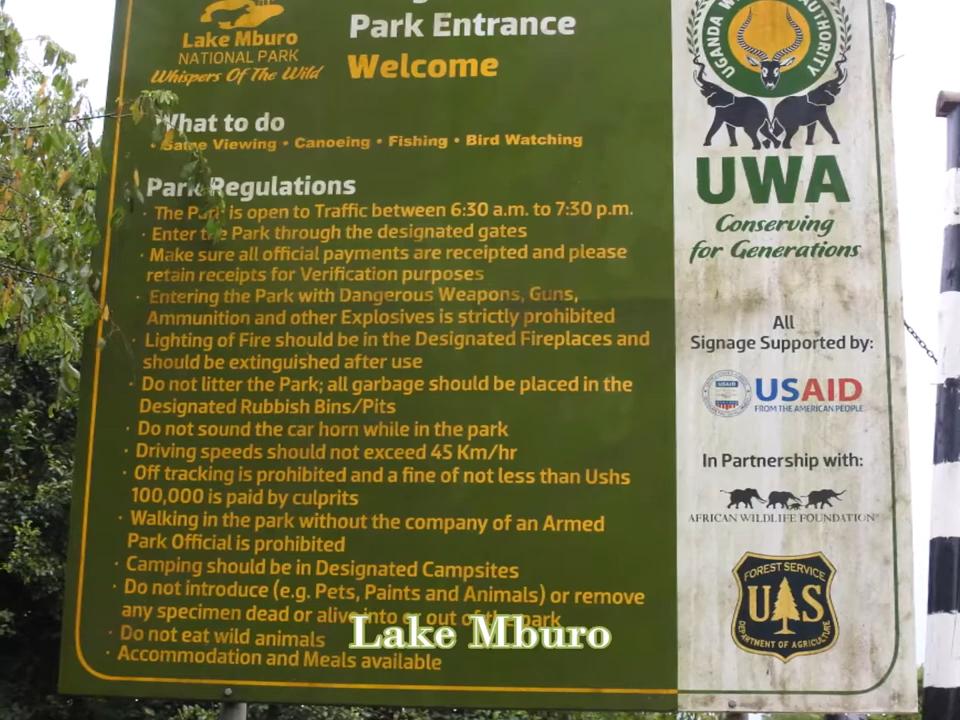 Lake Mburo
NATIONAL PARK
Whispers Of The Wild
Park Entrance
Welcome
What to do
• Game Viewing • Canoeing • Fishing • Bird Watching
Park Regulations
· The Park is open to Traffic between 6:30 a.m. to 7:30 p.m.
· Enter the Park through the designated gates
· Make sure all official payments are receipted and please
retain receipts for Verification purposes
· Entering the Park with Dangerous Weapons, Guns,
Ammunition and other Explosives is strictly prohibited
· Lighting of Fire should be in the Designated Fireplaces and
should be extinguished after use
· Do not litter the Park; all garbage should be placed in the
Designated Rubbish Bins/Pits
· Do not sound the car horn while in the park
· Driving speeds should not exceed 45 Km/hr
· Off tracking is prohibited and a fine of not less than Ushs
100,000 is paid by culprits
· Walking in the park without the company of an Armed
Park Official is prohibited
· Camping should be in Designated Campsites
· Do not introduce (e.g. Pets, Paints and Animals) or remove
any specimen dead or alive into or out of the park
· Do not eat wild animals
· Accommodation and Meals available
Lake Mburo
UGANDA AUTHORITY
UWA
Conserving
for Generations
All
Signage Supported by:
USAID
FROM THE AMERICAN PEOPLE
In Partnership with:
AFRICAN WILDLIFE FOUNDATION
FOREST SERVICE
U S
DEPARTMENT OF AGRICULTURE